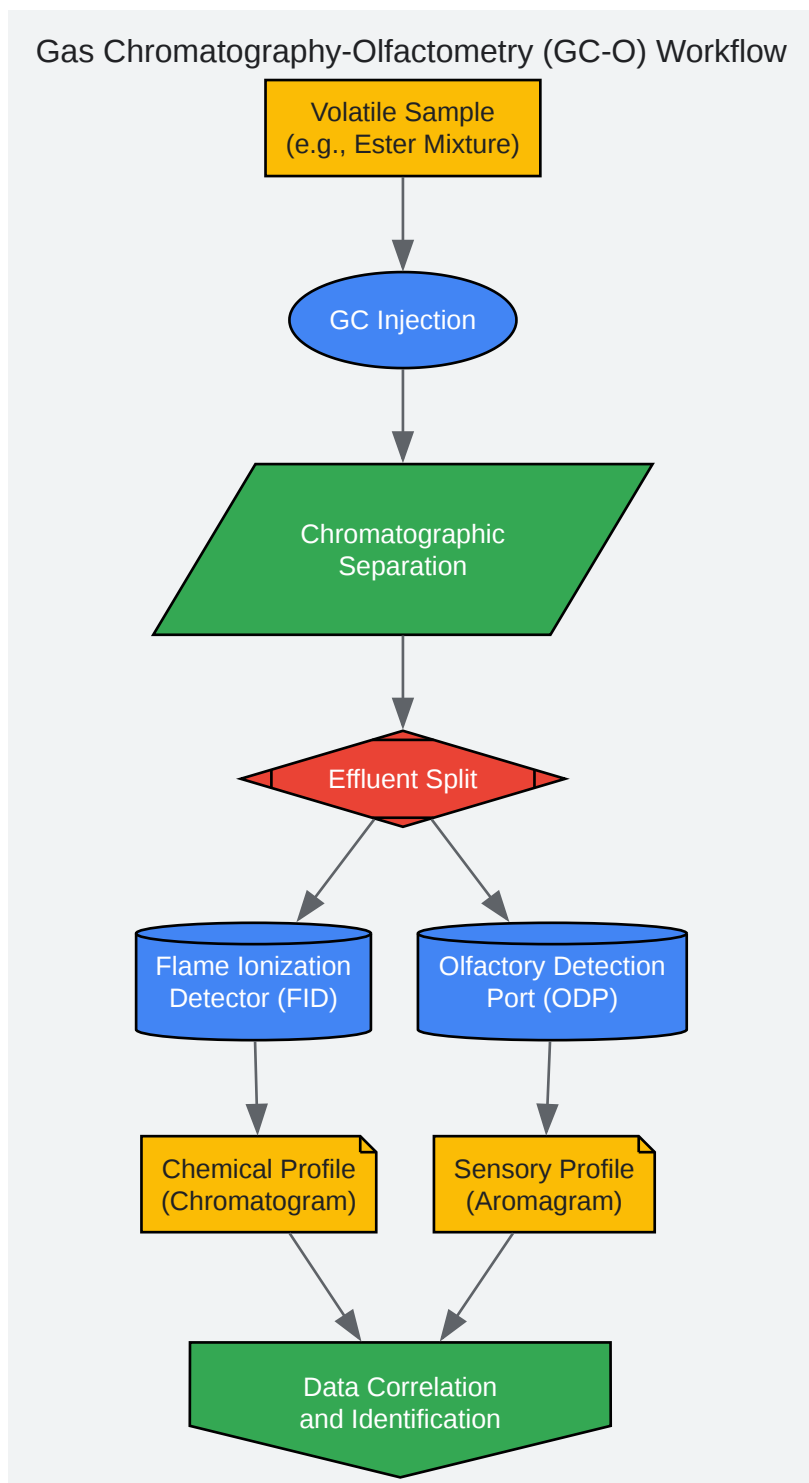 Gas Chromatography-Olfactometry (GC-O) Workflow
Volatile Sample
(e.g., Ester Mixture)
GC Injection
Chromatographic
Separation
Effluent Split
Flame Ionization
Detector (FID)
Olfactory Detection
Port (ODP)
Chemical Profile
(Chromatogram)
Sensory Profile
(Aromagram)
Data Correlation
and Identification